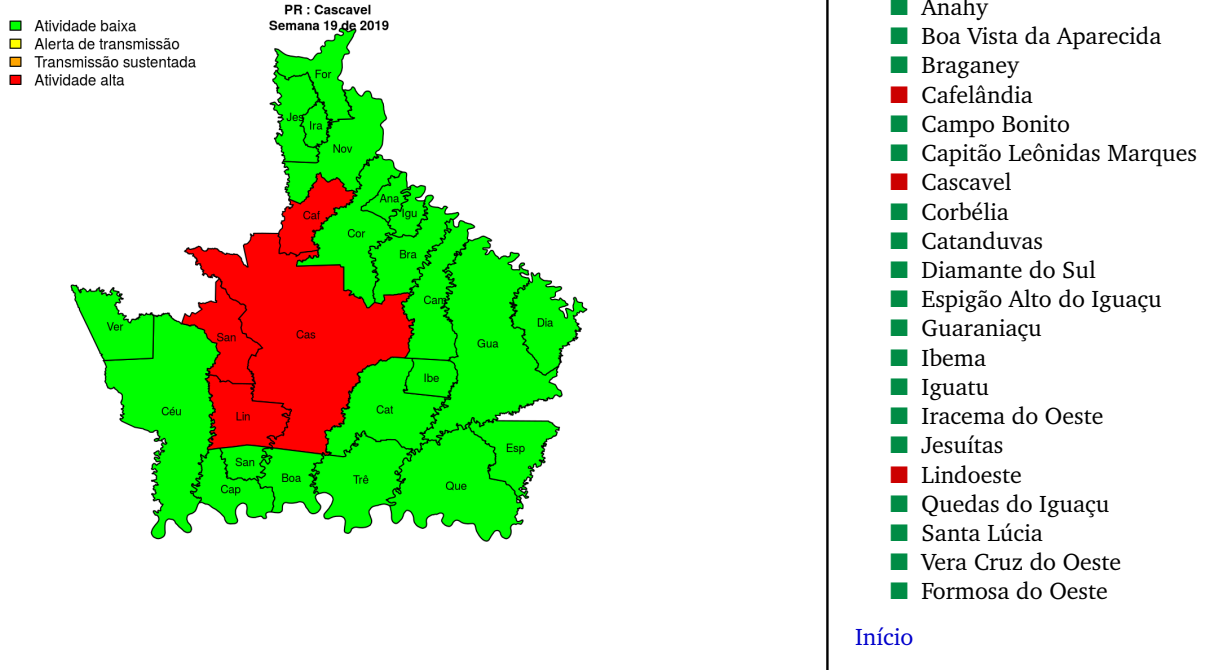 PR : Cascavel
Semana 19 de 2019
Atividade baixa
Alerta de transmissão
Transmissão sustentada
Atividade alta
For
Jes
Ira
Nov
Ana
Igu
Caf
Cor
Bra
Cam
Ver
San
Cas
Dia
Gua
Ibe
Céu
Lin
Cat
Esp
San
Boa
Trê
Cap
Que
Anahy
Boa Vista da Aparecida
Braganey
Cafelândia
Campo Bonito
Capitão Leônidas Marques
Cascavel
Corbélia
Catanduvas
Diamante do Sul
Espigão Alto do Iguaçu
Guaraniaçu
Ibema
Iguatu
Iracema do Oeste
Jesuítas
Lindoeste
Quedas do Iguaçu
Santa Lúcia
Vera Cruz do Oeste
Formosa do Oeste
Início